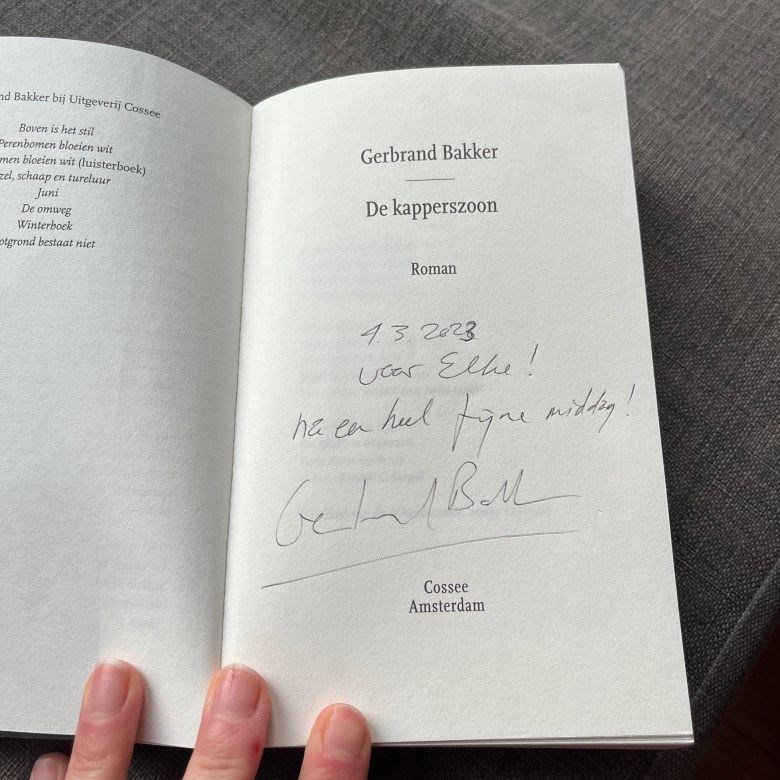 nd Bakker bij Uitgeverij Cossee
Boven is het stil
Perenbomen bloeien wit
men bloeien wit (luisterboek)
zel, schaap en tureluur
Juni
De omweg
Winterboek
otgrond bestaat niet
Gerbrand Bakker
De kapperszoon
Roman
4.3.2023
voor Elke!
na een heel fijne middag!
Gerbrand Bakker
Cossee
Amsterdam